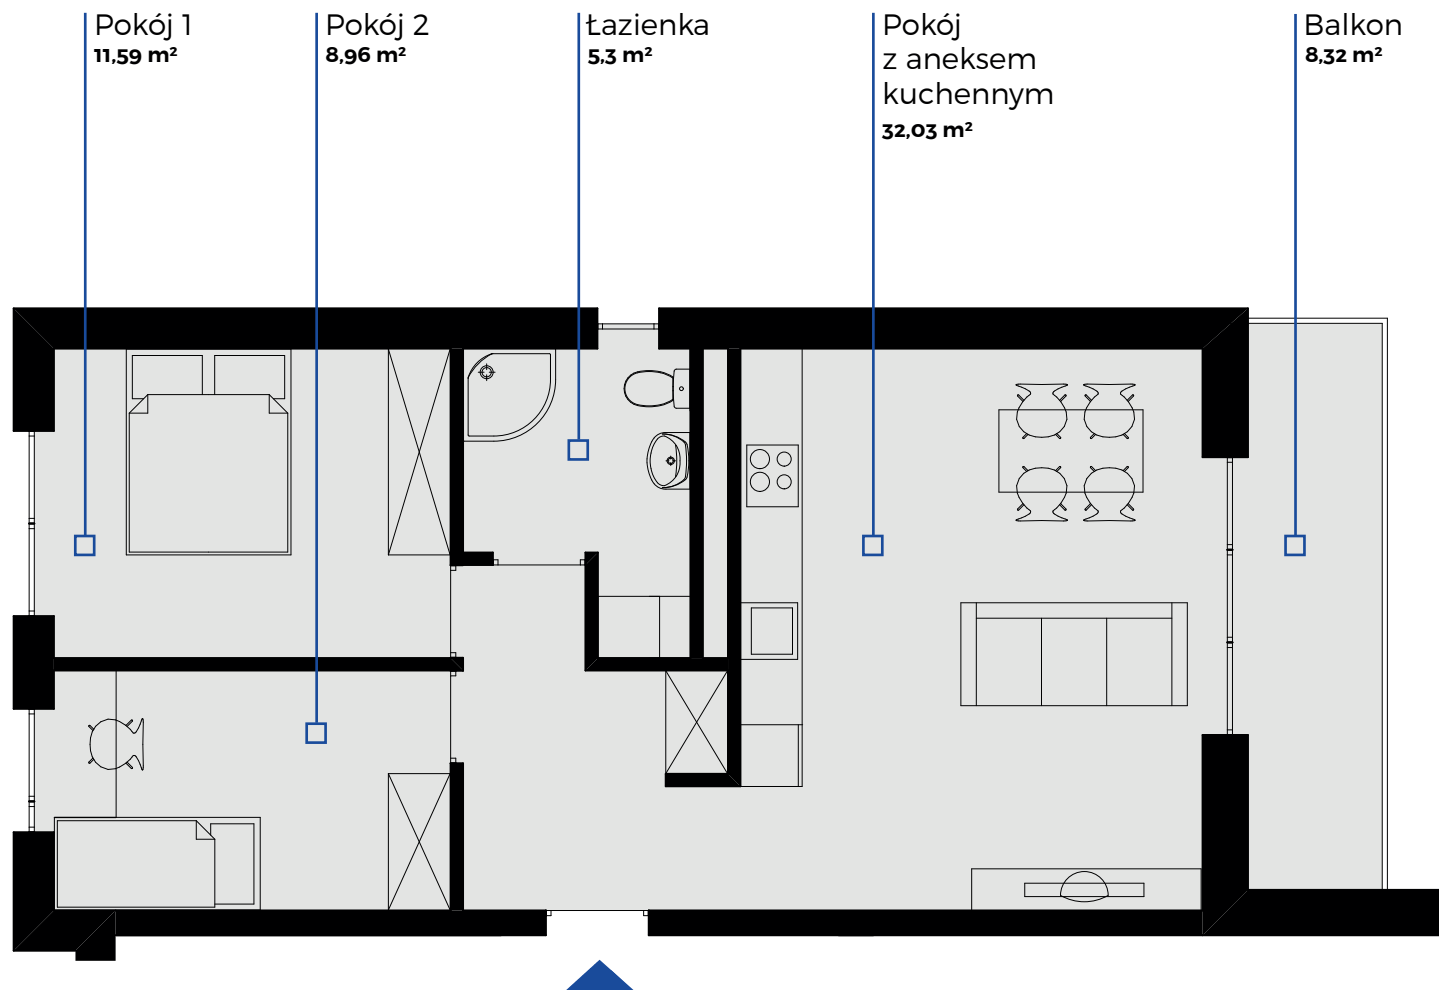 Pokój 1
11,59 m²
Pokój 2
8,96 m²
Łazienka
5,3 m²
Pokój
z aneksem
kuchennym
32,03 m²
Balkon
8,32 m²